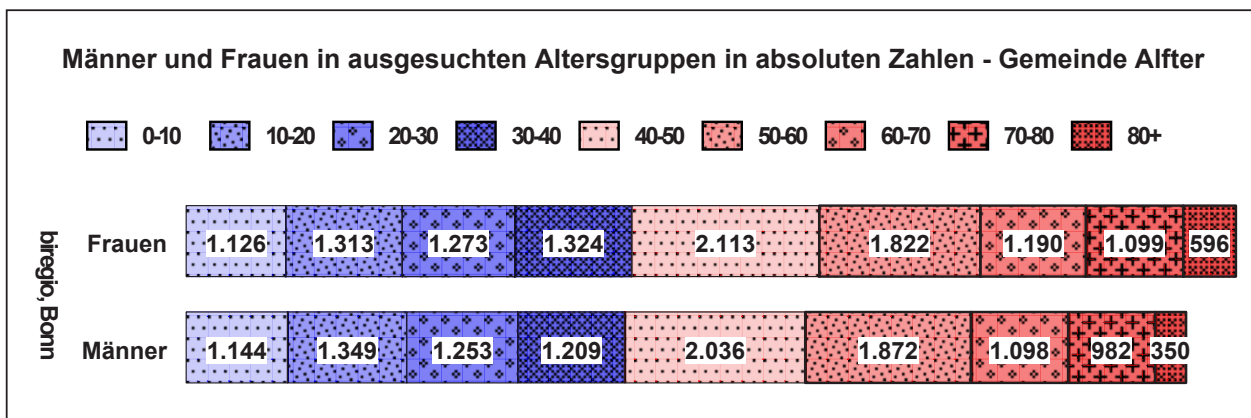 Männer und Frauen in ausgesuchten Altersgruppen in absoluten Zahlen - Gemeinde Alfter
0-10 10-20 20-30 30-40 40-50 50-60 60-70 70-80 80+
biregio, Bonn
Frauen 1.126 1.313 1.273 1.324 2.113 1.822 1.190 1.099 596
Männer 1.144 1.349 1.253 1.209 2.036 1.872 1.098 982 350